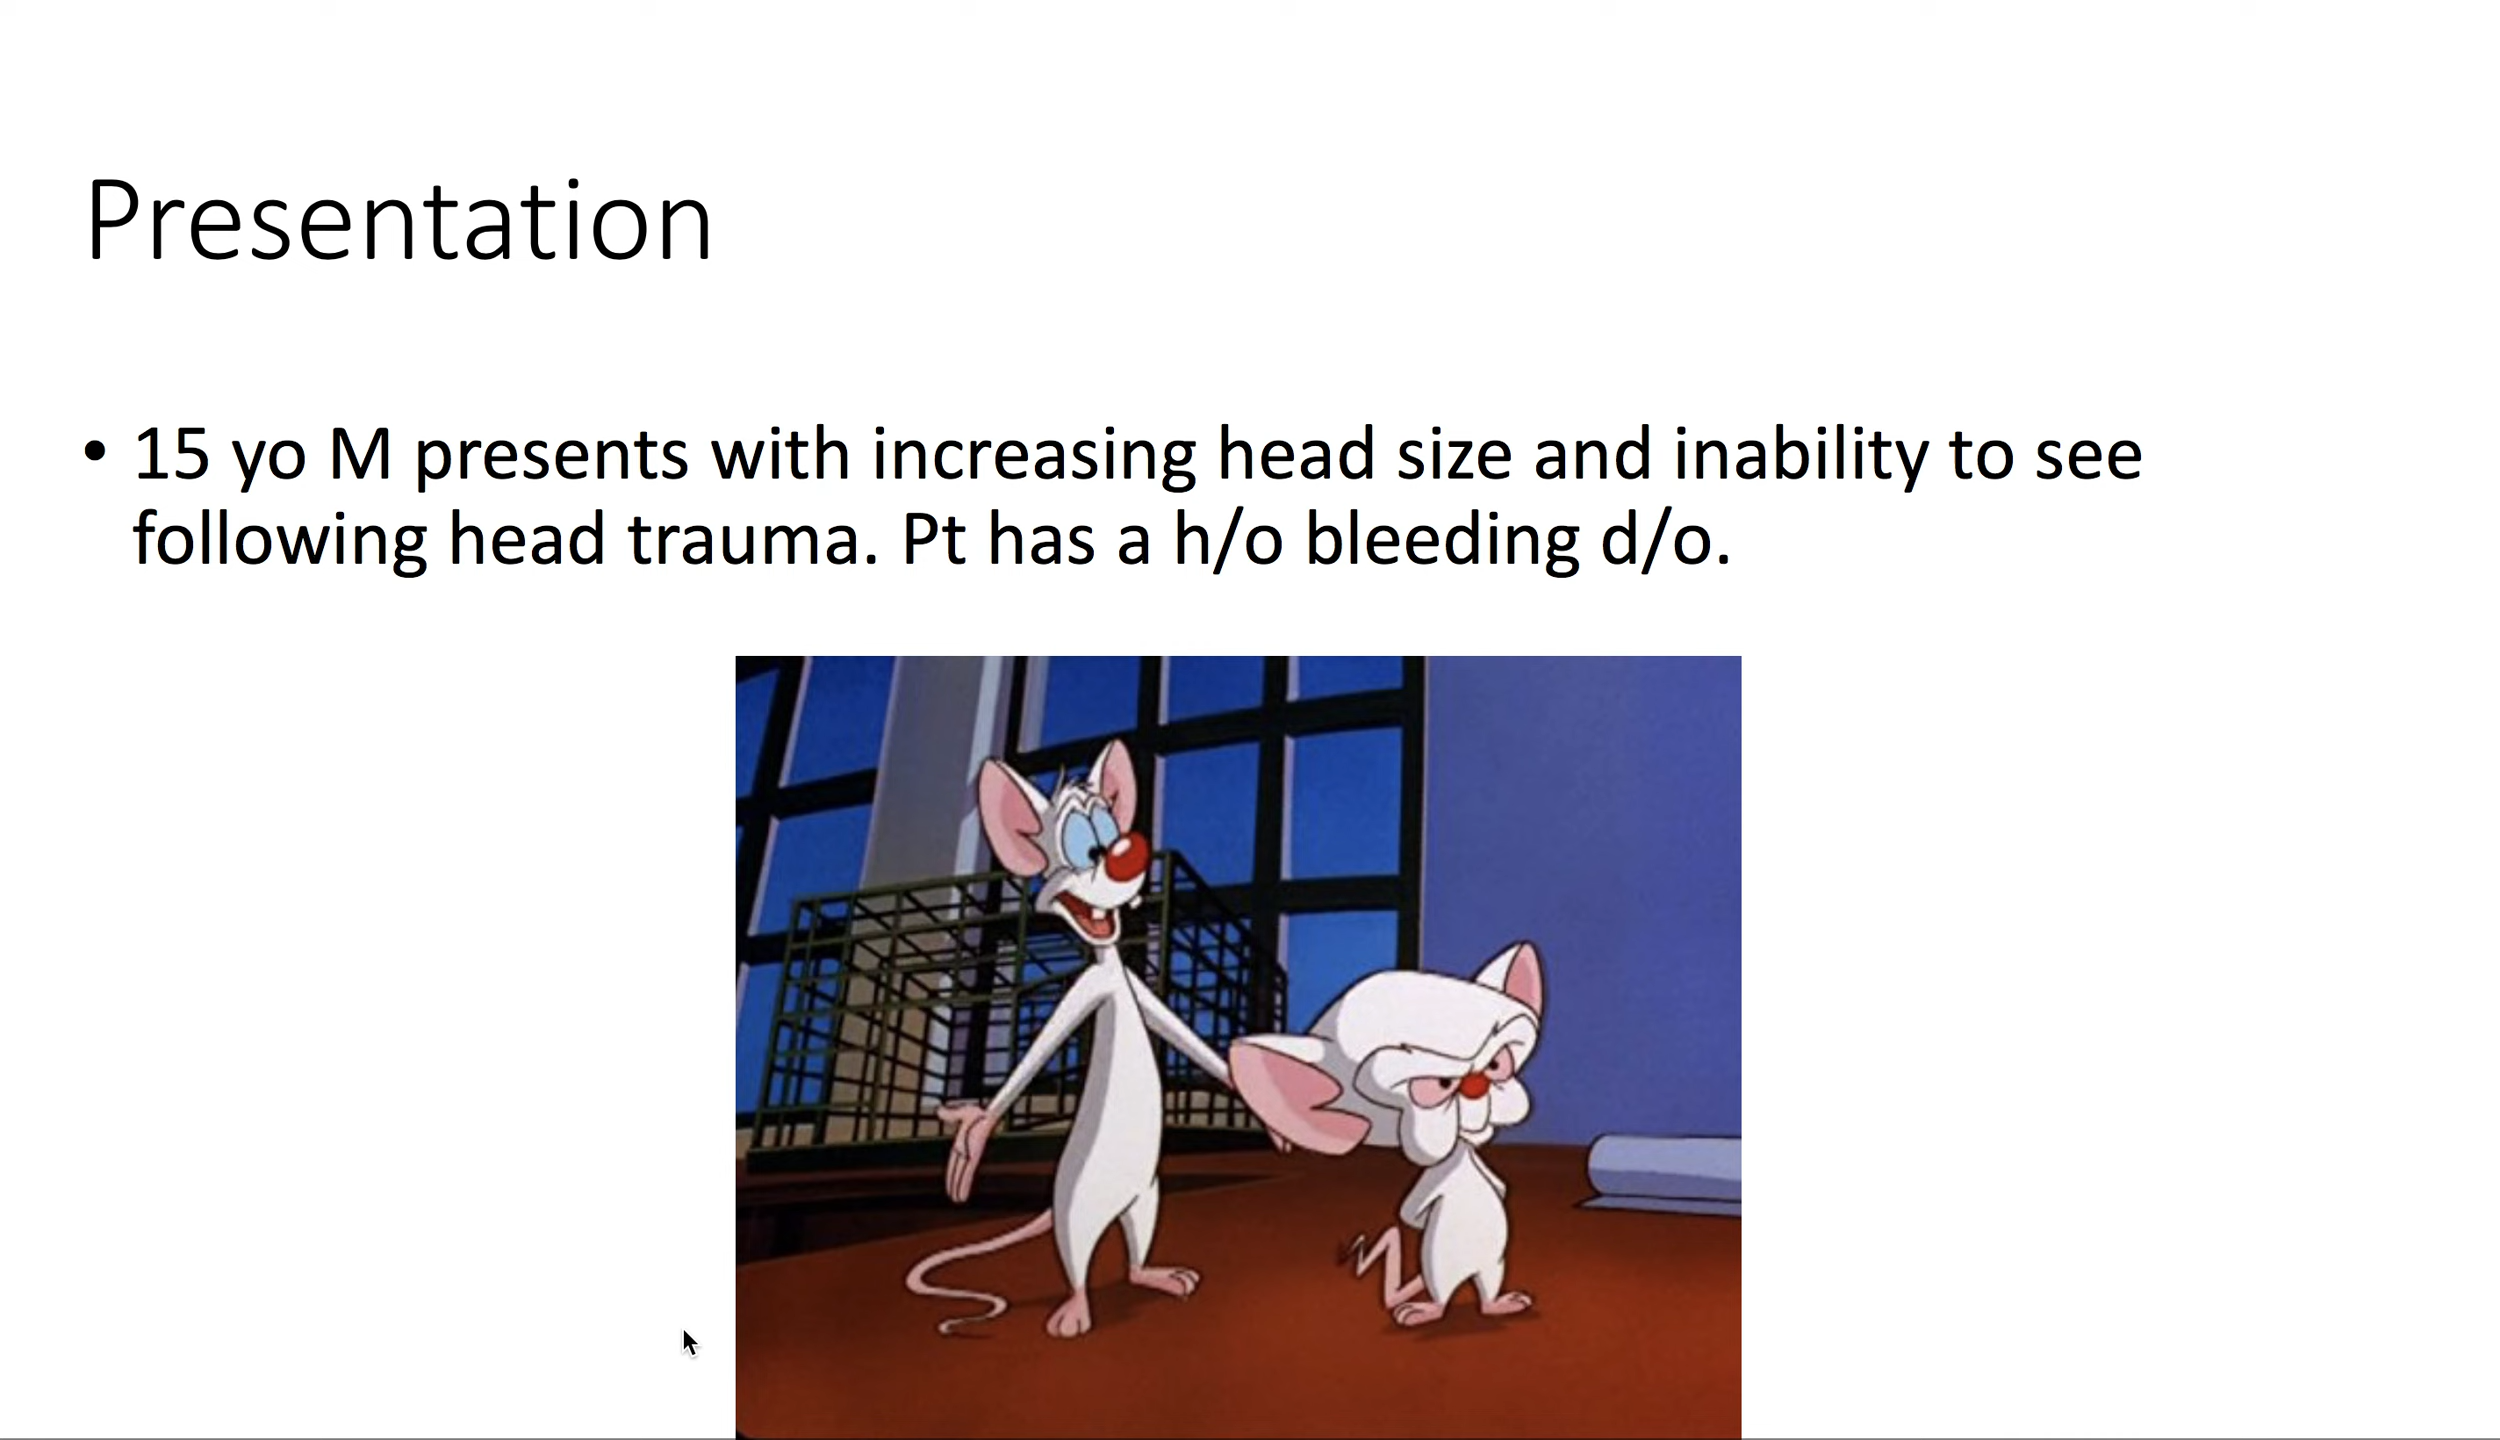 Presentation
• 15 yo M presents with increasing head size and inability to see
following head trauma. Pt has a h/o bleeding d/o.